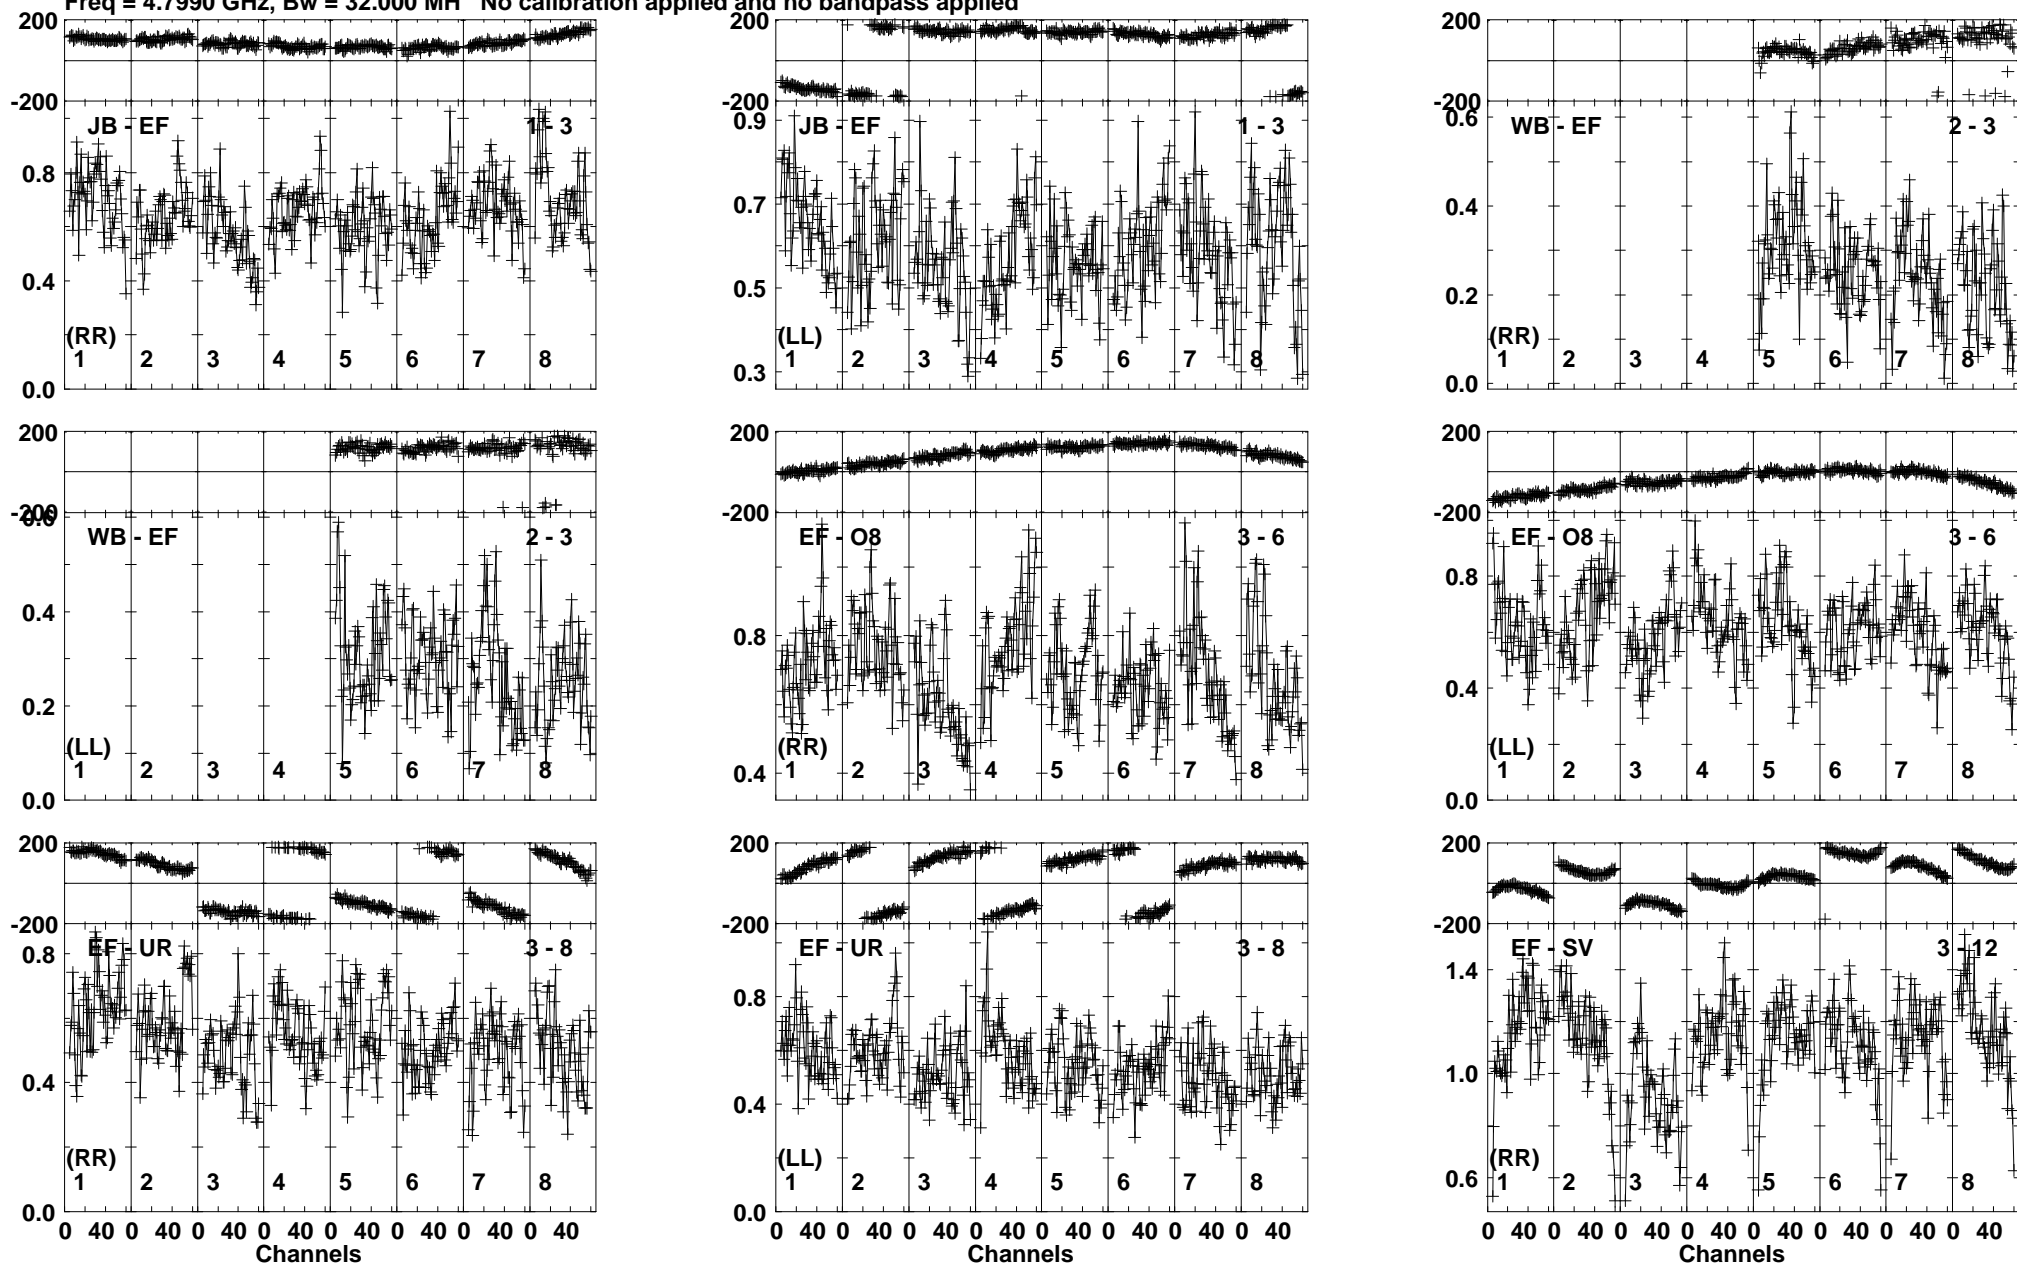 Freq = 4.7990 GHz, Bw = 32.000 MH No calibration applied and no bandpass applied
200 200 200
-200 -200 -200
JB - EF 1 - 3 JB - EF 1 - 3 WB - EF 2 - 3
0.9 0.6
0.8 0.7 0.4
0.4 0.5 0.2
(RR) (LL) (RR)
1 2 3 4 5 6 7 8 1 2 3 4 5 6 7 8 1 2 3 4 5 6 7 8
0.0 0.3 0.0
200 200 200
-200 -200 -200
0.6
WB - EF 2 - 3 EF - O8 3 - 6 EF - O8 3 - 6
0.4 0.8 0.8
0.2 0.4
(LL) (RR) (LL)
1 2 3 4 5 6 7 8 1 2 3 4 5 6 7 8 1 2 3 4 5 6 7 8
0.0 0.4 0.0
200 200 200
-200 -200 -200
EF - UR 3 - 8 EF - UR 3 - 8 EF - SV 3 - 12
0.8 0.8 1.4
0.4 0.4 1.0
(RR) (LL) (RR)
1 2 3 4 5 6 7 8 1 2 3 4 5 6 7 8 1 2 3 4 5 6 7 8
0.0 0.0 0.6
0 40 0 40 0 40 0 40 0 40 0 40 0 40 0 40 0 40 0 40 0 40 0 40 0 40 0 40 0 40 0 40 0 40 0 40 0 40 0 40 0 40 0 40 0 40 0 40
Channels Channels Channels